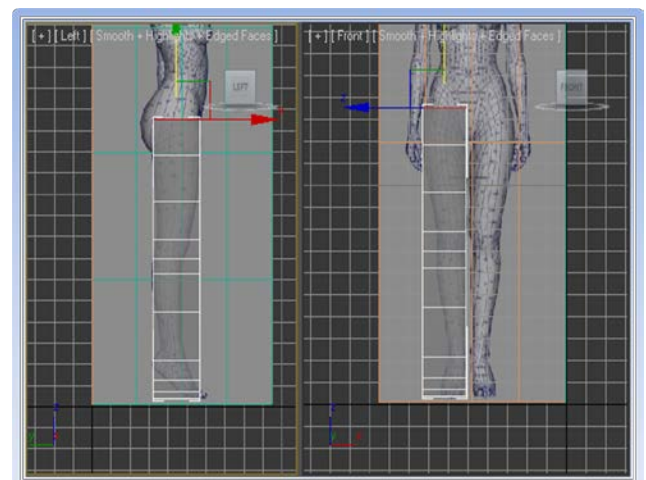 [ + ] [ Left ] [ Smooth + Highlights + Edged Faces ]
[ + ] [ Front ] [ Smooth + Highlights + Edged Faces ]
LEFT
FRONT
x
z
z
y
x
z
y
x